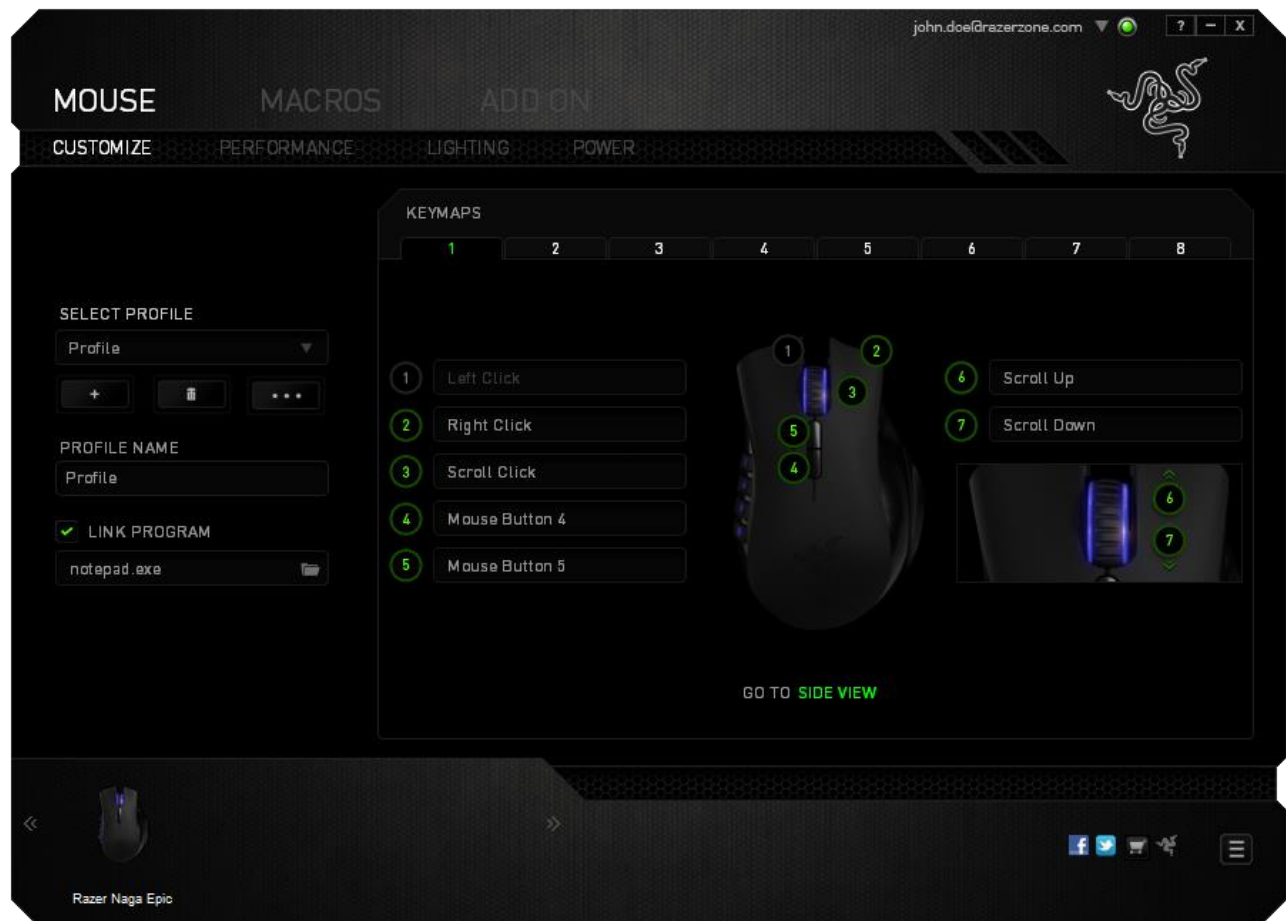 john.doe@razerzone.com
? – X
MOUSE MACROS ADD ON
CUSTOMIZE PERFORMANCE LIGHTING POWER
KEYMAPS
1 2 3 4 5 6 7 8
SELECT PROFILE
Profile
+ •••
PROFILE NAME
Profile
LINK PROGRAM
notepad.exe
1 Left Click
2 Right Click
3 Scroll Click
4 Mouse Button 4
5 Mouse Button 5
1 2
3
5
4
6 Scroll Up
7 Scroll Down
6
7
GO TO SIDE VIEW
Razer Naga Epic
f